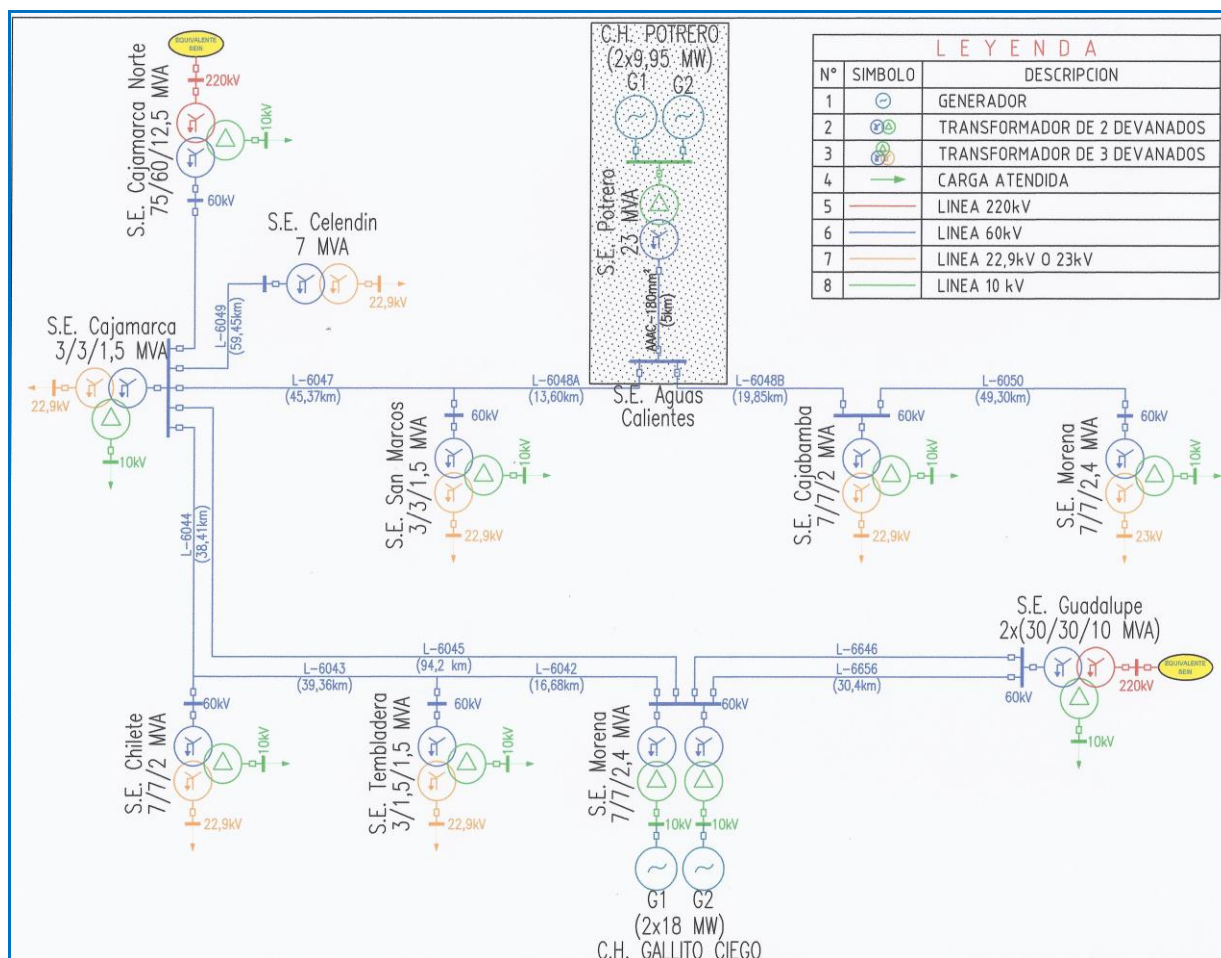 EQUIVALENTE
SEIN
220kV
10kV
S.E. Cajamarca Norte
75/60/12,5 MVA
60kV
C.H. POTRERO
(2x9,95 MW)
G1 G2
S.E. Potrero
23 MVA
AAAC-180mm²
(5km)
S.E. Aguas
Calientes
LEYENDA
N° SIMBOLO DESCRIPCION
1 GENERADOR
2 TRANSFORMADOR DE 2 DEVANADOS
3 TRANSFORMADOR DE 3 DEVANADOS
4 CARGA ATENDIDA
5 LINEA 220kV
6 LINEA 60kV
7 LINEA 22,9kV O 23kV
8 LINEA 10 kV
S.E. Celendin
7 MVA
22,9kV
L-6049
(59,45km)
S.E. Cajamarca
3/3/1,5 MVA
22,9kV
10kV
L-6047
(45,37km)
L-6048A
(13,60km)
L-6048B
(19,85km)
L-6050
(49,30km)
60kV
S.E. San Marcos
3/3/1,5 MVA
10kV
22,9kV
60kV
S.E. Cajabamba
7/7/2 MVA
10kV
22,9kV
60kV
S.E. Morena
7/7/2,4 MVA
10kV
23kV
L-6044
(38,41km)
L-6045
(94,2 km)
L-6043
(39,36km)
L-6042
(16,68km)
L-6646
L-6656
(30,4km)
S.E. Guadalupe
2x(30/30/10 MVA)
60kV
220kV
EQUIVALENTE
SEIN
10kV
60kV
S.E. Chilete
7/7/2 MVA
10kV
22,9kV
60kV
S.E. Tembladera
3/1,5/1,5 MVA
10kV
22,9kV
60kV
S.E. Morena
7/7/2,4 MVA
10kV
10kV
G1 G2
(2x18 MW)
C.H. GALLITO CIEGO